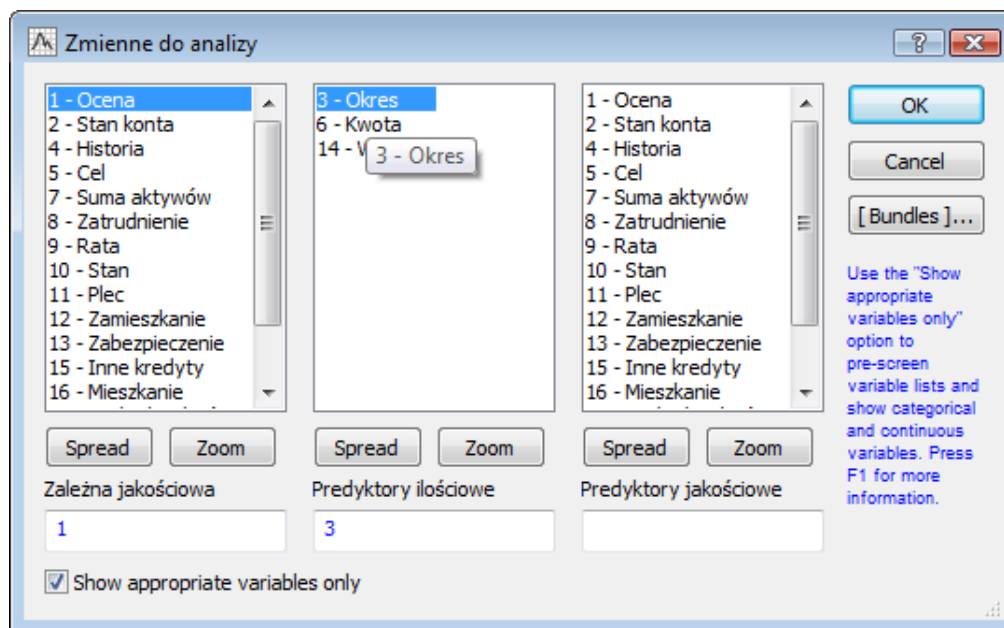 Zmienne do analizy
1 - Ocena
2 - Stan konta
4 - Historia
5 - Cel
7 - Suma aktywów
8 - Zatrudnienie
9 - Rata
10 - Stan
11 - Plec
12 - Zamieszkanie
13 - Zabezpieczenie
15 - Inne kredyty
16 - Mieszkanie
Spread Zoom
Zależna jakościowa
1
3 - Okres
6 - Kwota
14 -
3 - Okres
Spread Zoom
Predyktory ilościowe
3
1 - Ocena
2 - Stan konta
4 - Historia
5 - Cel
7 - Suma aktywów
8 - Zatrudnienie
9 - Rata
10 - Stan
11 - Plec
12 - Zamieszkanie
13 - Zabezpieczenie
15 - Inne kredyty
16 - Mieszkanie
Spread Zoom
Predyktory jakościowe
OK
Cancel
[ Bundles ]...
Use the "Show
appropriate
variables only"
option to
pre-screen
variable lists and
show categorical
and continuous
variables. Press
F1 for more
information.
Show appropriate variables only